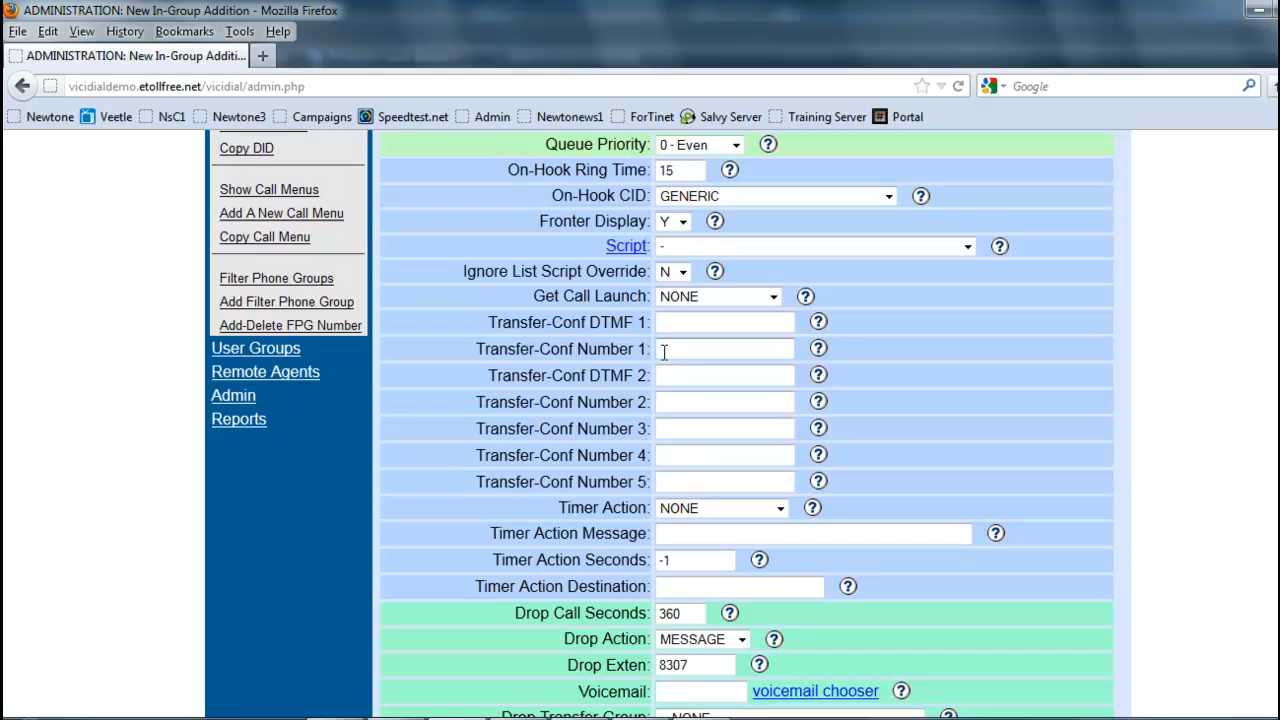 ADMINISTRATION: New In-Group Addition - Mozilla Firefox
File Edit View History Bookmarks Tools Help
ADMINISTRATION: New In-Group Additi... +
vicidialdemo.etollfree.net/vicidial/admin.php Google
Newtone Veetle NsC1 Newtone3 Campaigns Speedtest.net Admin Newtonews1 ForTinet Salvy Server Training Server Portal
Copy DID
Show Call Menus
Add A New Call Menu
Copy Call Menu
Filter Phone Groups
Add Filter Phone Group
Add-Delete FPG Number
User Groups
Remote Agents
Admin
Reports
Queue Priority: 0 - Even ?
On-Hook Ring Time: 15 ?
On-Hook CID: GENERIC ?
Fronter Display: Y ?
Script: - ?
Ignore List Script Override: N ?
Get Call Launch: NONE ?
Transfer-Conf DTMF 1: ?
Transfer-Conf Number 1: ?
Transfer-Conf DTMF 2: ?
Transfer-Conf Number 2: ?
Transfer-Conf Number 3: ?
Transfer-Conf Number 4: ?
Transfer-Conf Number 5: ?
Timer Action: NONE ?
Timer Action Message: ?
Timer Action Seconds: -1 ?
Timer Action Destination: ?
Drop Call Seconds: 360 ?
Drop Action: MESSAGE ?
Drop Exten: 8307 ?
Voicemail: voicemail chooser ?
Drop Transfer Group: NONE ?